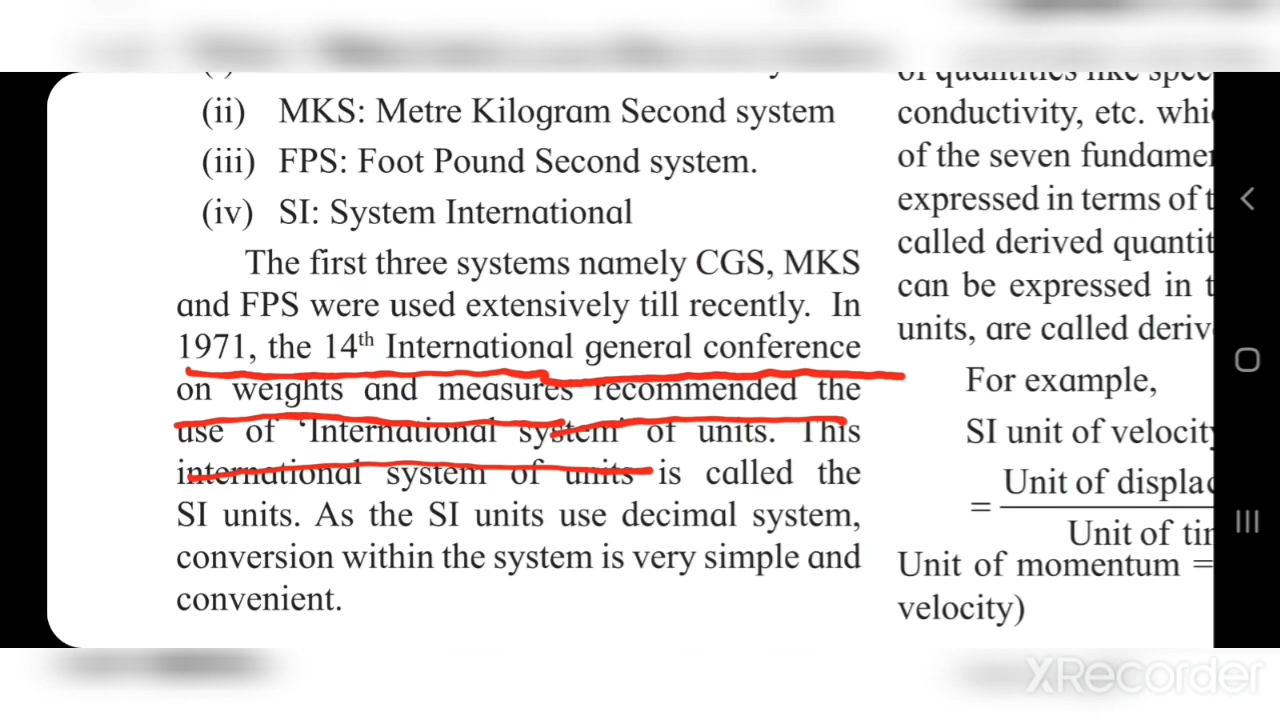 (ii) MKS: Metre Kilogram Second system
(iii) FPS: Foot Pound Second system.
(iv) SI: System International
The first three systems namely CGS, MKS
and FPS were used extensively till recently. In
1971, the 14th International general conference
on weights and measures recommended the
use of ‘International system’ of units. This
international system of units is called the
SI units. As the SI units use decimal system,
conversion within the system is very simple and
convenient.
of quantities like spec
conductivity, etc. whi
of the seven fundamen
expressed in terms of t
called derived quantit
can be expressed in t
units, are called deriv
For example,
SI unit of velocity
= Unit of displac
Unit of tim
Unit of momentum =
velocity)
XRecorder